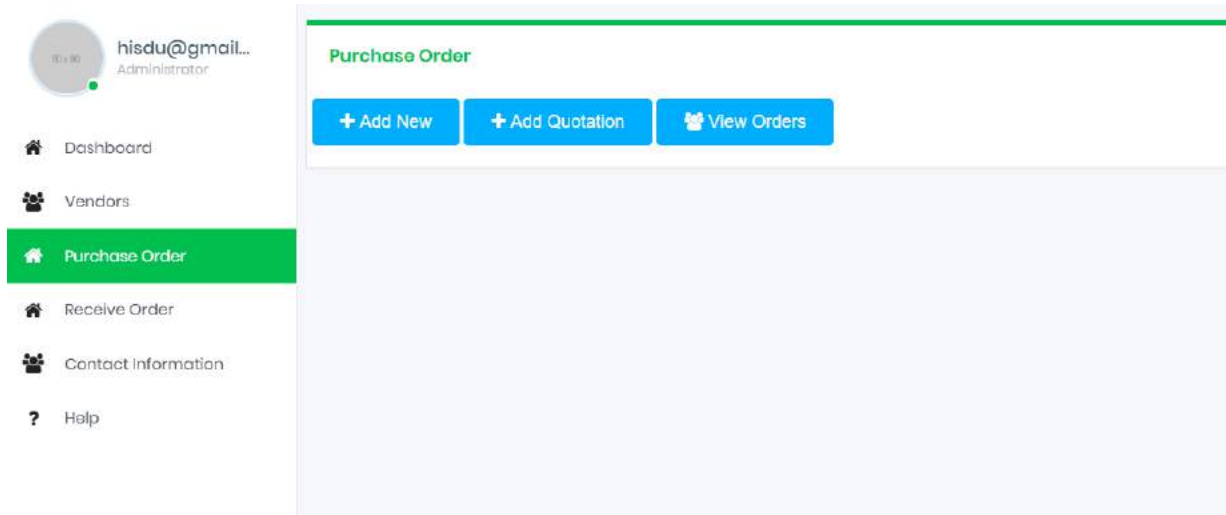 hisdu@gmail...
Administrator
Dashboard
Vendors
Purchase Order
Receive Order
Contact Information
? Help
Purchase Order
+ Add New
+ Add Quotation
View Orders